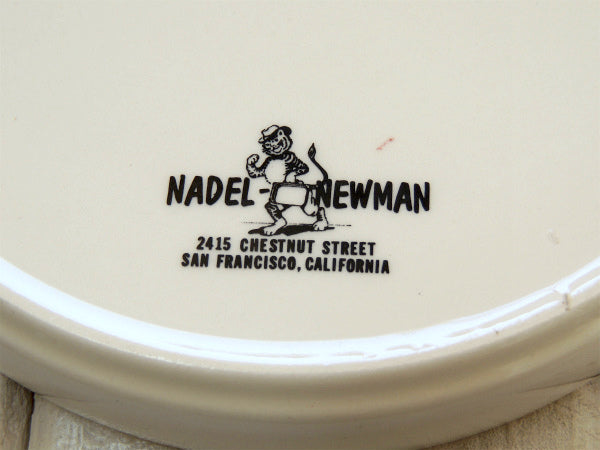 NADEL-NEWMAN
2415 CHESTNUT STREET
SAN FRANCISCO, CALIFORNIA